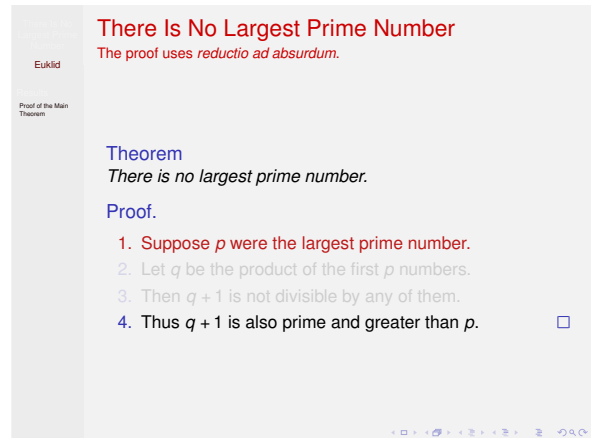 There Is No Largest Prime Number
The proof uses reductio ad absurdum.
Euklid
Proof of the Main
Theorem
Theorem
There is no largest prime number.
Proof.
1. Suppose p were the largest prime number.
2. Let q be the product of the first p numbers.
3. Then q + 1 is not divisible by any of them.
4. Thus q + 1 is also prime and greater than p.